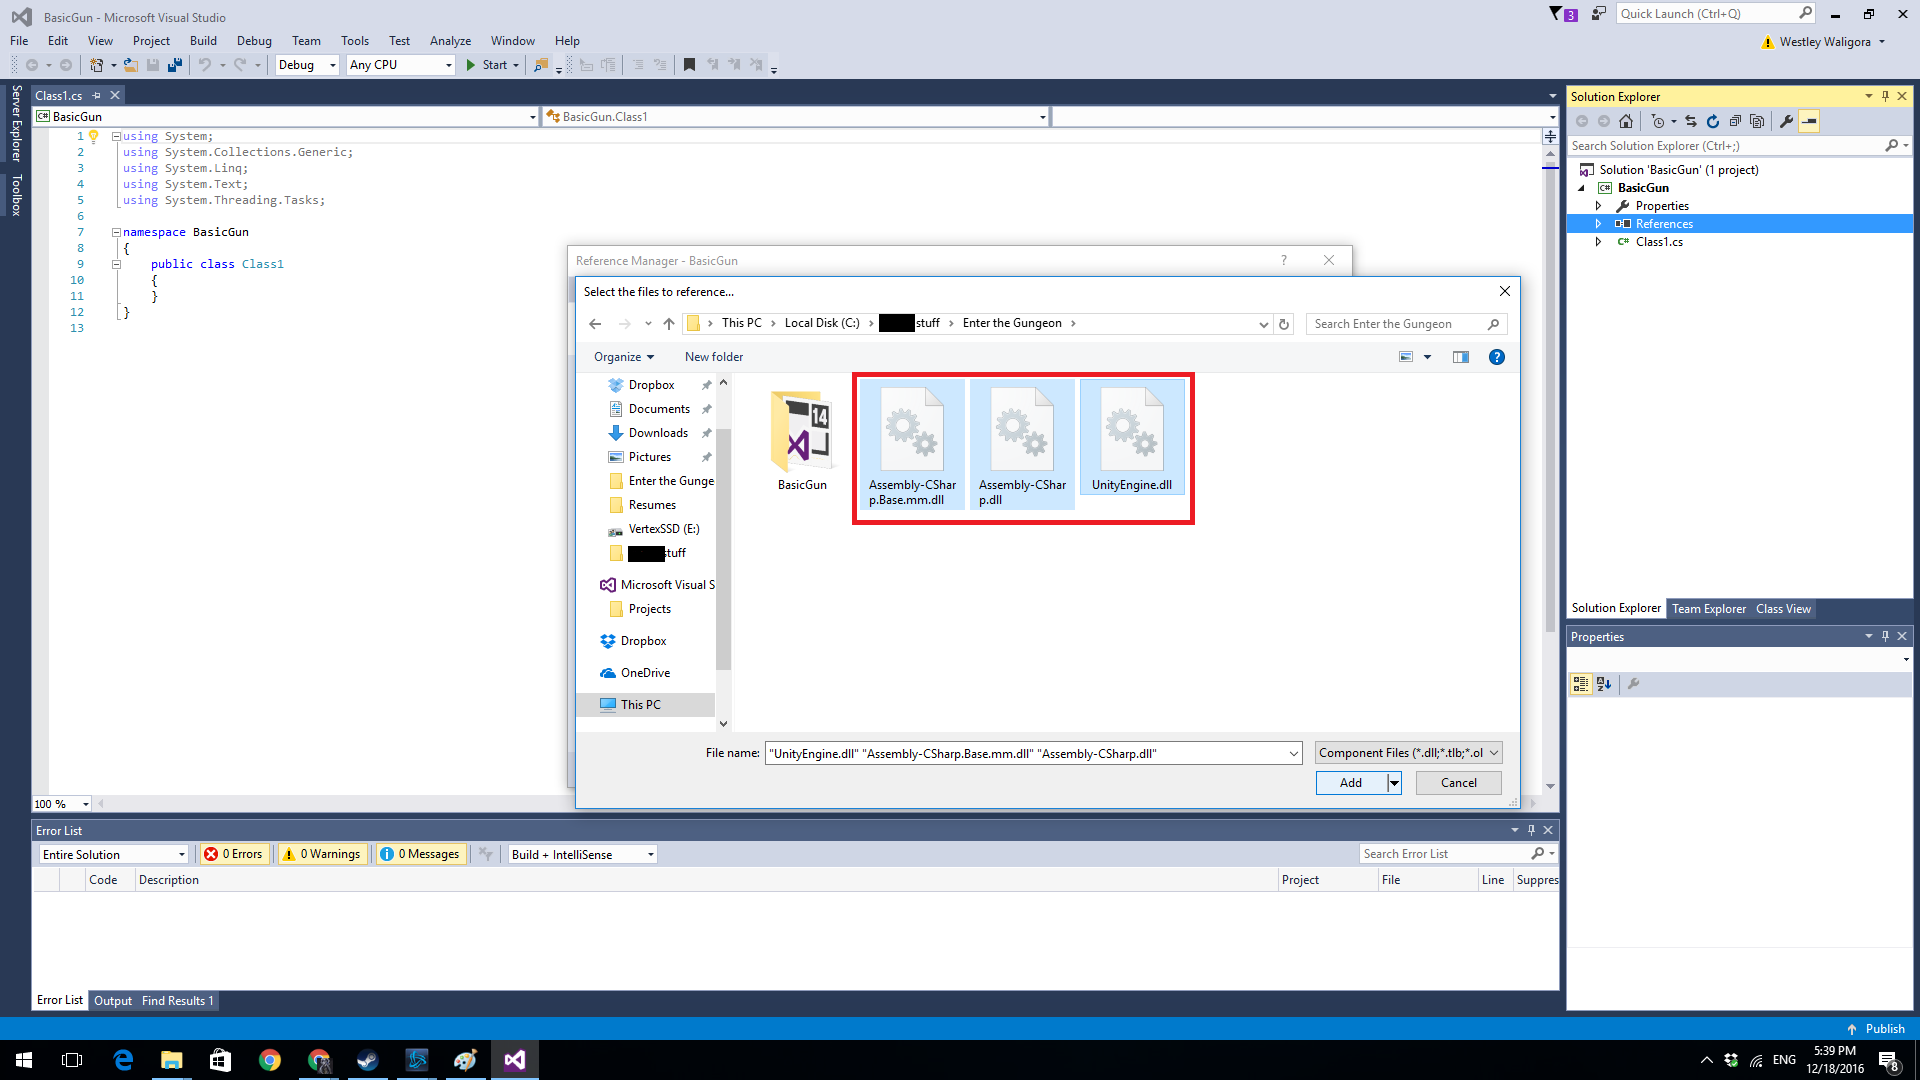 BasicGun - Microsoft Visual Studio
3
Quick Launch (Ctrl+Q)
File Edit View Project Build Debug Team Tools Test Analyze Window Help
Westley Waligora
Debug Any CPU Start
Server Explorer
Toolbox
Class1.cs
BasicGun
BasicGun.Class1
1 using System;
2 using System.Collections.Generic;
3 using System.Linq;
4 using System.Text;
5 using System.Threading.Tasks;
6
7 namespace BasicGun
8 {
9 public class Class1
10 {
11 }
12 }
13
100 %
Reference Manager - BasicGun
Select the files to reference...
This PC Local Disk (C:) stuff Enter the Gungeon
Search Enter the Gungeon
Organize New folder
Dropbox
Documents
Downloads
Pictures
Enter the Gunge
Resumes
VertexSSD (E:)
stuff
Microsoft Visual S
Projects
Dropbox
OneDrive
This PC
14
BasicGun
Assembly-CShar
p.Base.mm.dll
Assembly-CShar
p.dll
UnityEngine.dll
File name: "UnityEngine.dll" "Assembly-CSharp.Base.mm.dll" "Assembly-CSharp.dll"
Component Files (*.dll;*.tlb;*.ol
Add Cancel
Solution Explorer
Search Solution Explorer (Ctrl+;)
Solution 'BasicGun' (1 project)
C# BasicGun
Properties
References
C# Class1.cs
Solution Explorer Team Explorer Class View
Properties
Error List
Entire Solution 0 Errors 0 Warnings 0 Messages Build + IntelliSense
Search Error List
Code Description Project File Line Suppres
Error List Output Find Results 1
Publish
ENG
5:39 PM
12/18/2016
8